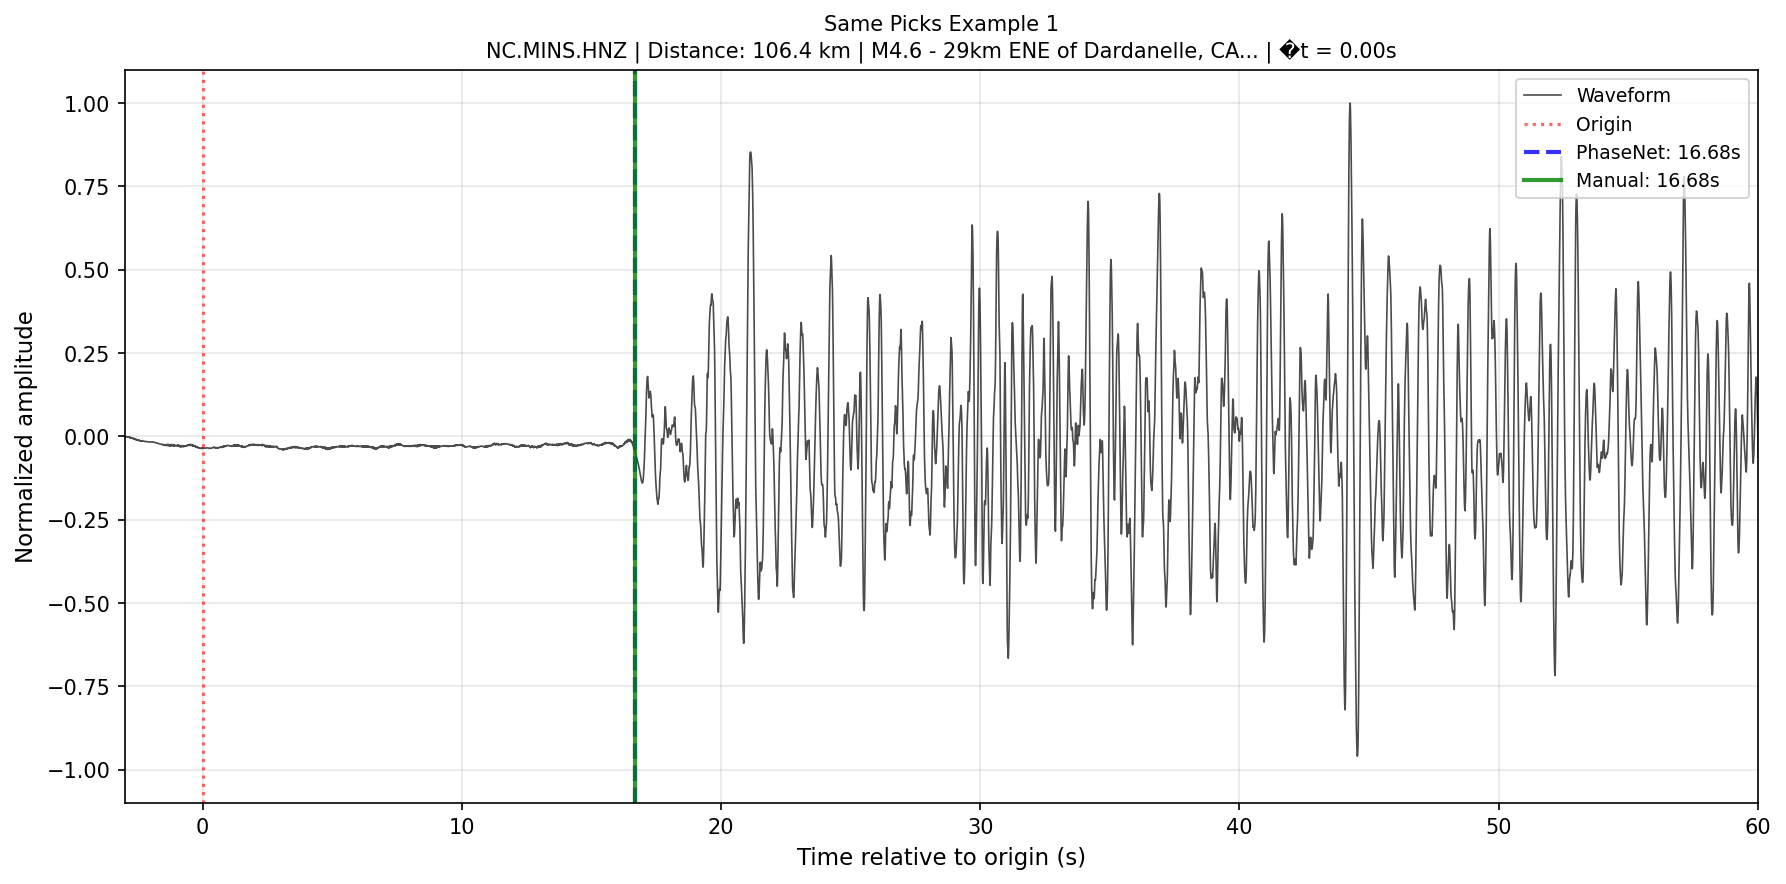 Same Picks Example 1
NC.MINS.HNZ | Distance: 106.4 km | M4.6 - 29km ENE of Dardanelle, CA... | �t = 0.00s
Normalized amplitude
1.00
0.75
0.50
0.25
0.00
−0.25
−0.50
−0.75
−1.00
Waveform
Origin
PhaseNet: 16.68s
Manual: 16.68s
0 10 20 30 40 50 60
Time relative to origin (s)